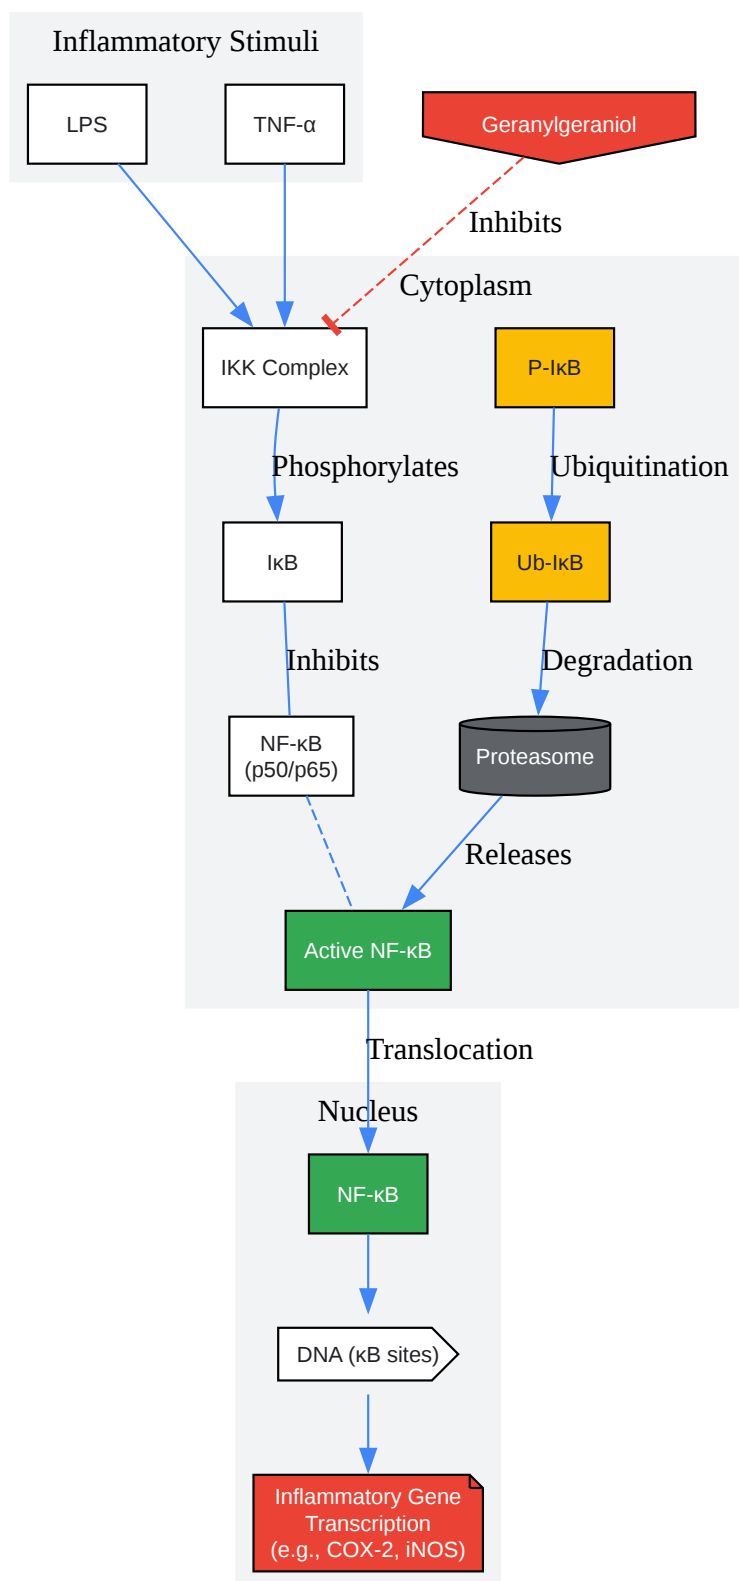 Inflammatory Stimuli
LPS
TNF-α
Geranylgeraniol
Inhibits
Cytoplasm
IKK Complex
P-IκB
Phosphorylates
Ubiquitination
IκB
Ub-IκB
Inhibits
Degradation
NF-κB
(p50/p65)
Proteasome
Releases
Active NF-κB
Translocation
Nucleus
NF-κB
DNA (κB sites)
Inflammatory Gene
Transcription
(e.g., COX-2, iNOS)